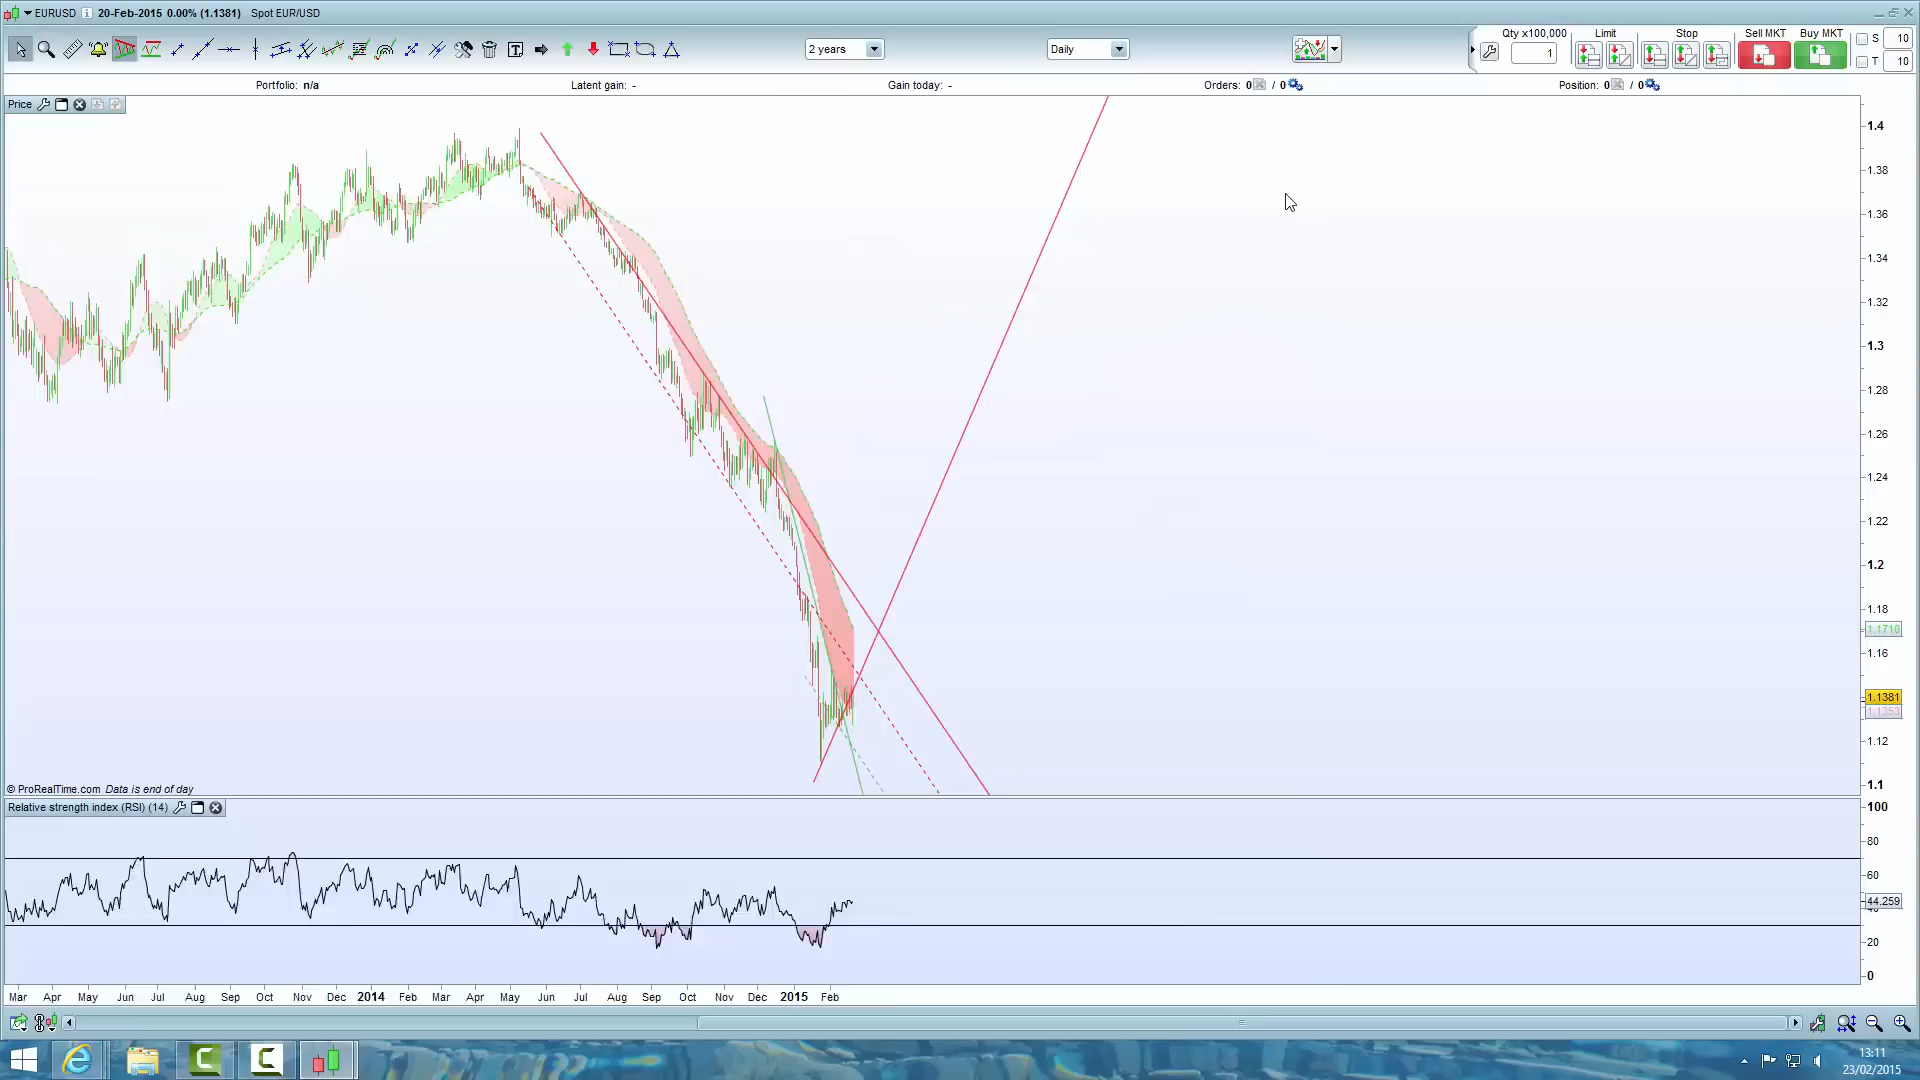 EURUSD 20-Feb-2015 0.00% (1.1381) Spot EUR/USD
2 years
Daily
Qty x100,000
1
Limit
Stop
Sell MKT
Buy MKT
S 10
T 10
Portfolio: n/a
Latent gain: -
Gain today: -
Orders: 0 / 0
Position: 0 / 0
Price
1.4
1.38
1.36
1.34
1.32
1.3
1.28
1.26
1.24
1.22
1.2
1.18
1.1710
1.16
1.1381
1.1353
1.12
1.1
© ProRealTime.com Data is end of day
Relative strength index (RSI) (14)
100
80
60
44.259
20
0
Mar Apr May Jun Jul Aug Sep Oct Nov Dec 2014 Feb Mar Apr May Jun Jul Aug Sep Oct Nov Dec 2015 Feb
13:11
23/02/2015